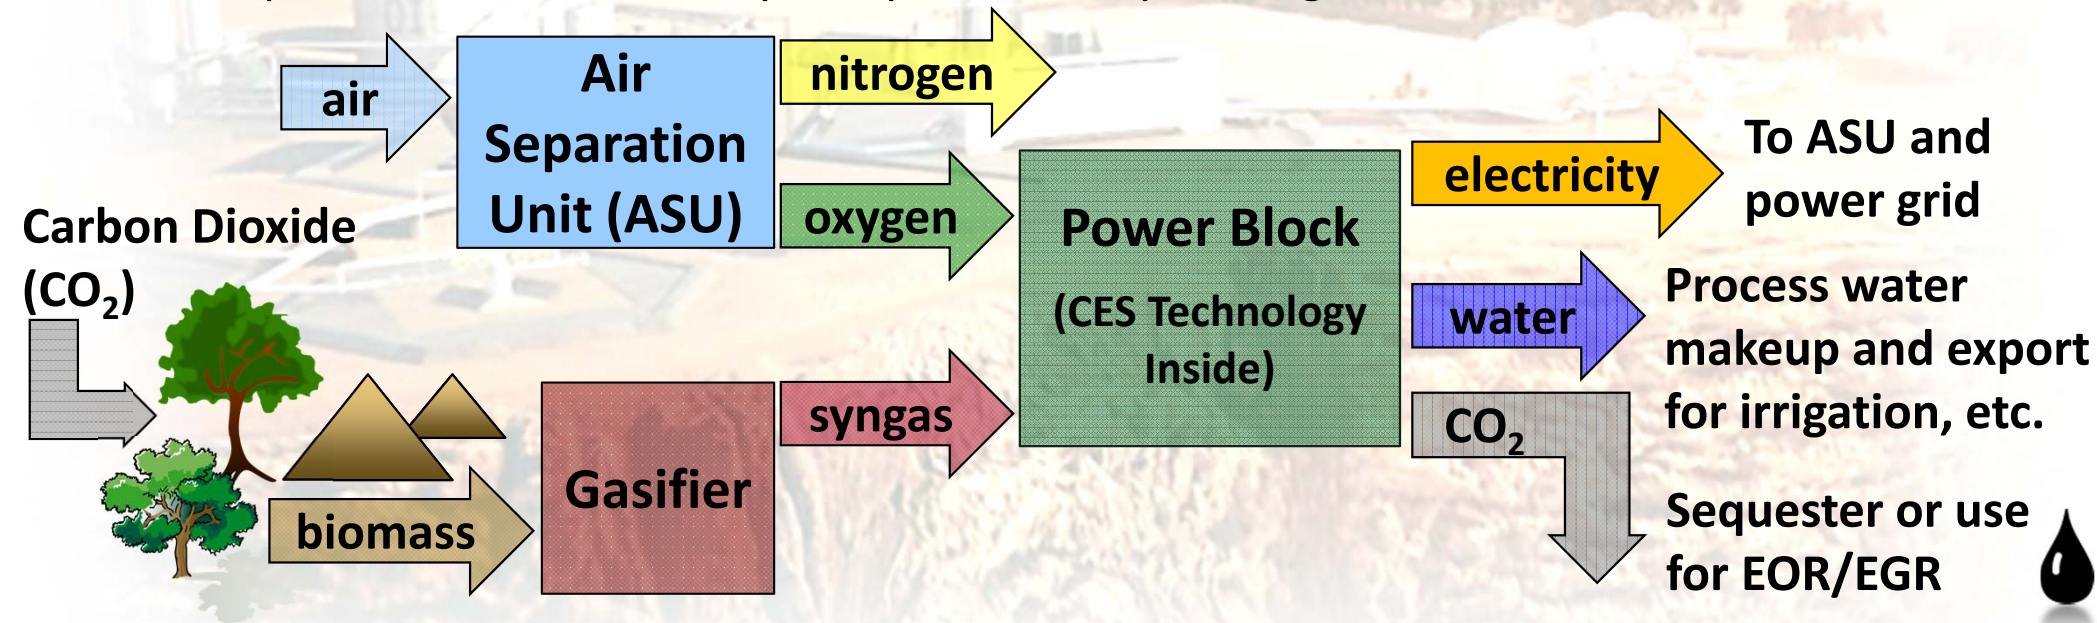 air
Air
Separation
Unit (ASU)
nitrogen
oxygen
Carbon Dioxide
(CO₂)
biomass
Gasifier
syngas
Power Block
(CES Technology
Inside)
electricity
To ASU and
power grid
water
Process water
makeup and export
for irrigation, etc.
CO₂
Sequester or use
for EOR/EGR